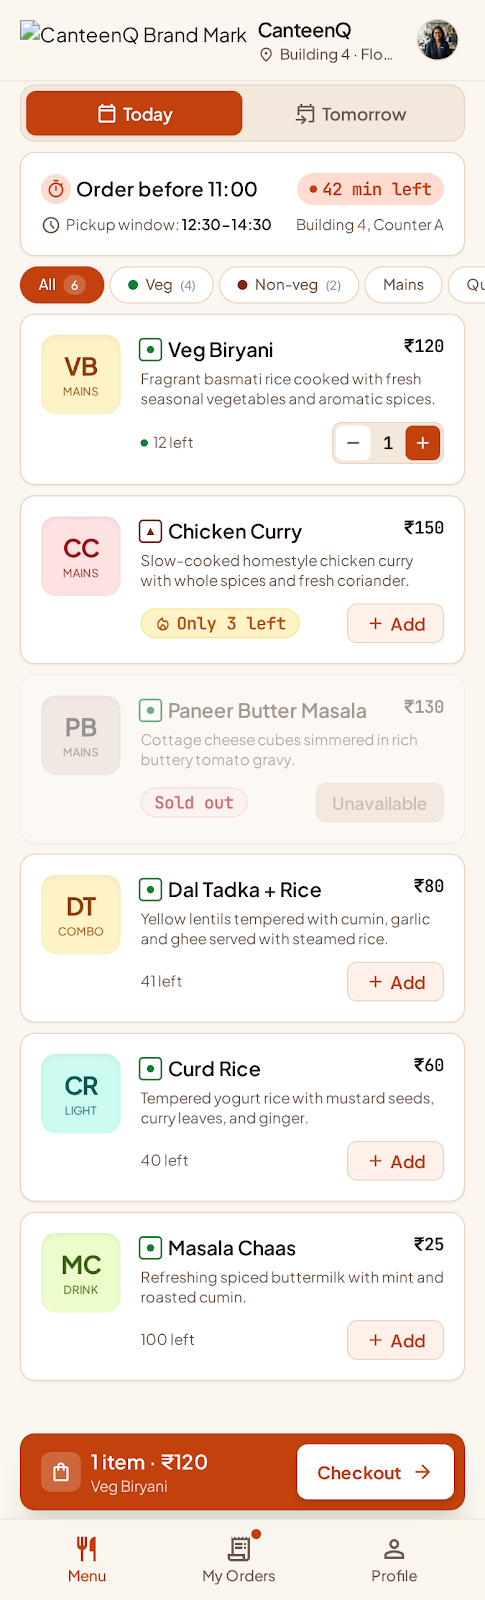 CanteenQ Brand Mark
CanteenQ
Building 4 · Flo...
Today
Tomorrow
Order before 11:00
42 min left
Pickup window: 12:30–14:30
Building 4, Counter A
All 6
Veg (4)
Non-veg (2)
Mains
Qu
VB
MAINS
Veg Biryani
₹120
Fragrant basmati rice cooked with fresh
seasonal vegetables and aromatic spices.
12 left
− 1 +
CC
MAINS
Chicken Curry
₹150
Slow-cooked homestyle chicken curry
with whole spices and fresh coriander.
Only 3 left
+ Add
PB
MAINS
Paneer Butter Masala
₹130
Cottage cheese cubes simmered in rich
buttery tomato gravy.
Sold out
Unavailable
DT
COMBO
Dal Tadka + Rice
₹80
Yellow lentils tempered with cumin, garlic
and ghee served with steamed rice.
41 left
+ Add
CR
LIGHT
Curd Rice
₹60
Tempered yogurt rice with mustard seeds,
curry leaves, and ginger.
40 left
+ Add
MC
DRINK
Masala Chaas
₹25
Refreshing spiced buttermilk with mint and
roasted cumin.
100 left
+ Add
1 item · ₹120
Veg Biryani
Checkout →
Menu
My Orders
Profile